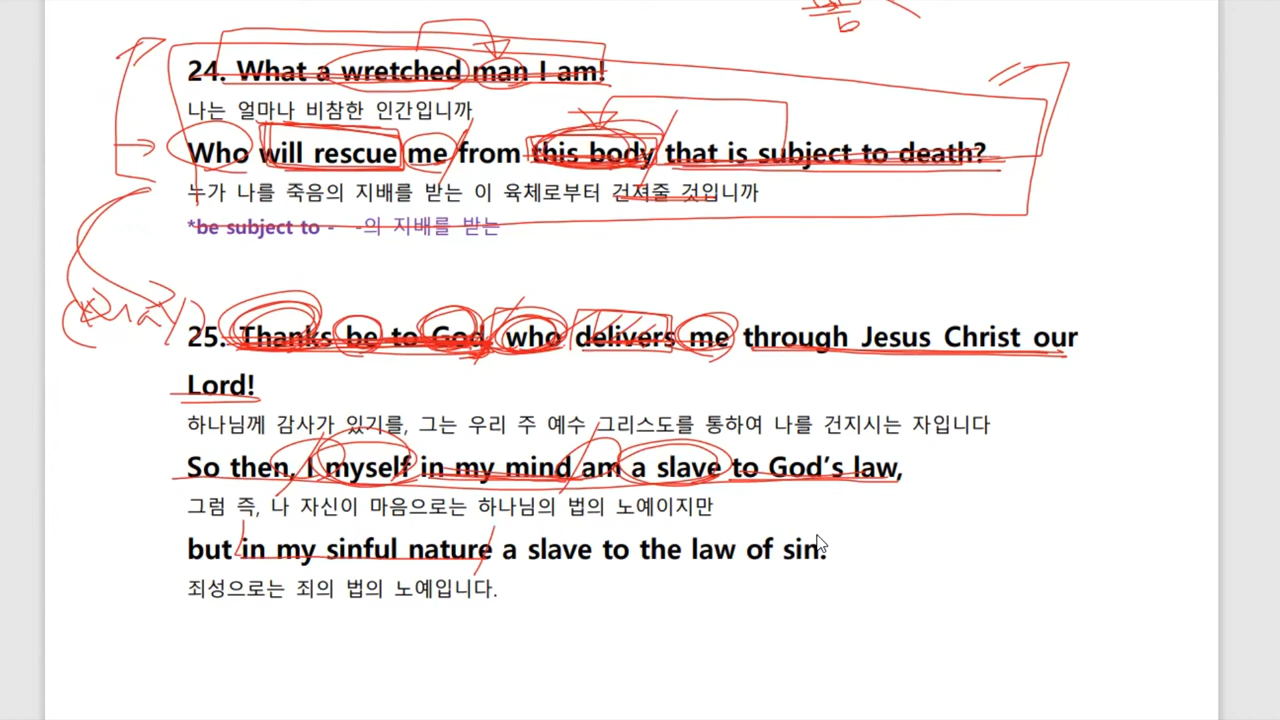 b
24. What a wretched man I am!
나는 얼마나 비참한 인간입니까
Who will rescue me from this body that is subject to death?
누가 나를 죽음의 지배를 받는 이 육체로부터 건져줄 것입니까
*be subject to - -의 지배를 받는
25. Thanks be to God, who delivers me through Jesus Christ our
Lord!
하나님께 감사가 있기를, 그는 우리 주 예수 그리스도를 통하여 나를 건지시는 자입니다
So then, I myself in my mind am a slave to God's law,
그럼 즉, 나 자신이 마음으로는 하나님의 법의 노예이지만
but in my sinful nature a slave to the law of sin.
죄성으로는 죄의 법의 노예입니다.